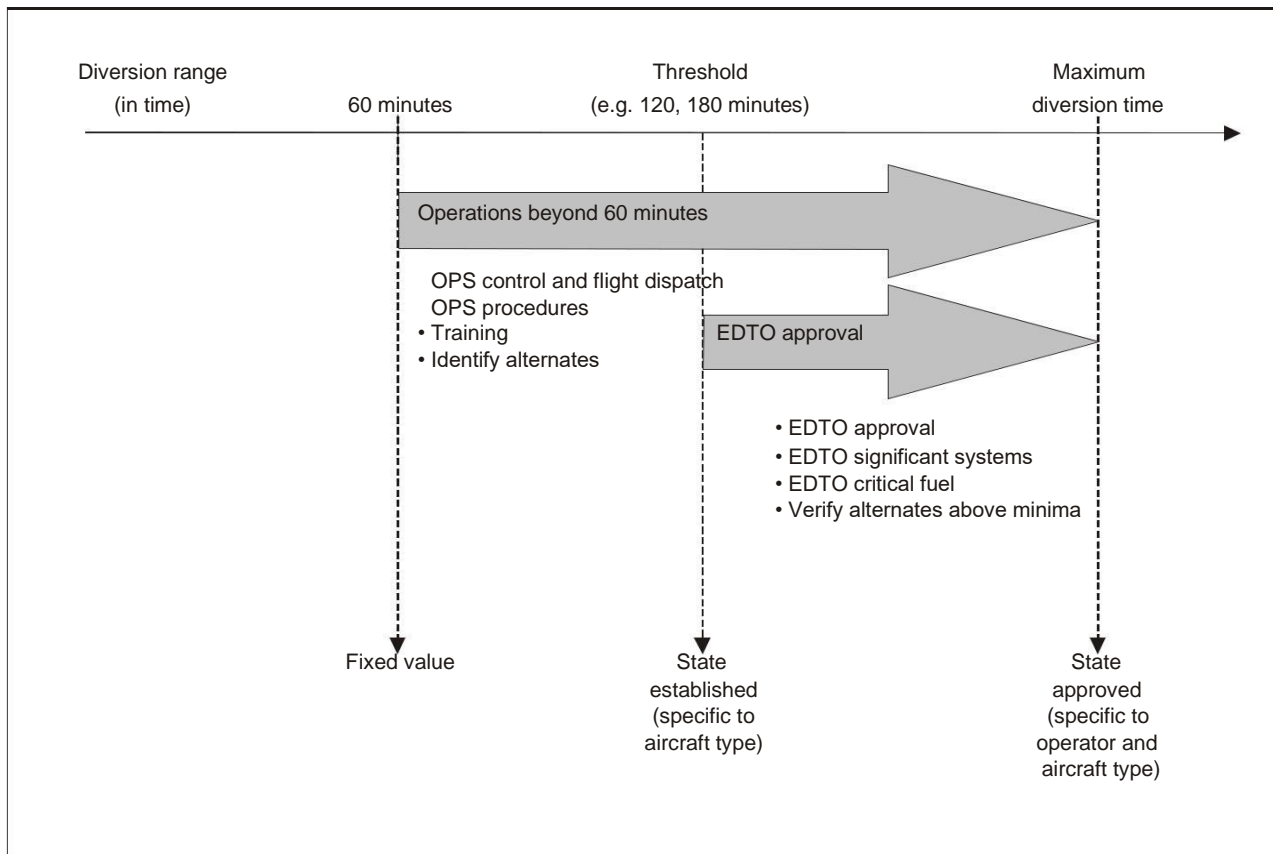 Diversion range
(in time)
60 minutes
Threshold
(e.g. 120, 180 minutes)
Maximum
diversion time
Operations beyond 60 minutes
OPS control and flight dispatch
OPS procedures
• Training
• Identify alternates
EDTO approval
• EDTO approval
• EDTO significant systems
• EDTO critical fuel
• Verify alternates above minima
Fixed value
State
established
(specific to
aircraft type)
State
approved
(specific to
operator and
aircraft type)